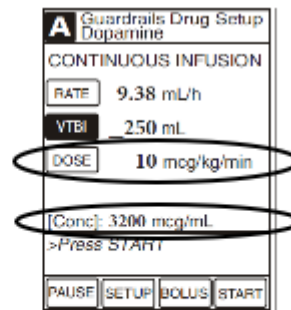 A Guardrails Drug Setup
Dopamine
CONTINUOUS INFUSION
RATE 9.38 mL/h
VTBI _250 mL
DOSE 10 mcg/kg/min
[Conc]: 3200 mcg/mL
>Press START
PAUSE SETUP BOLUS START